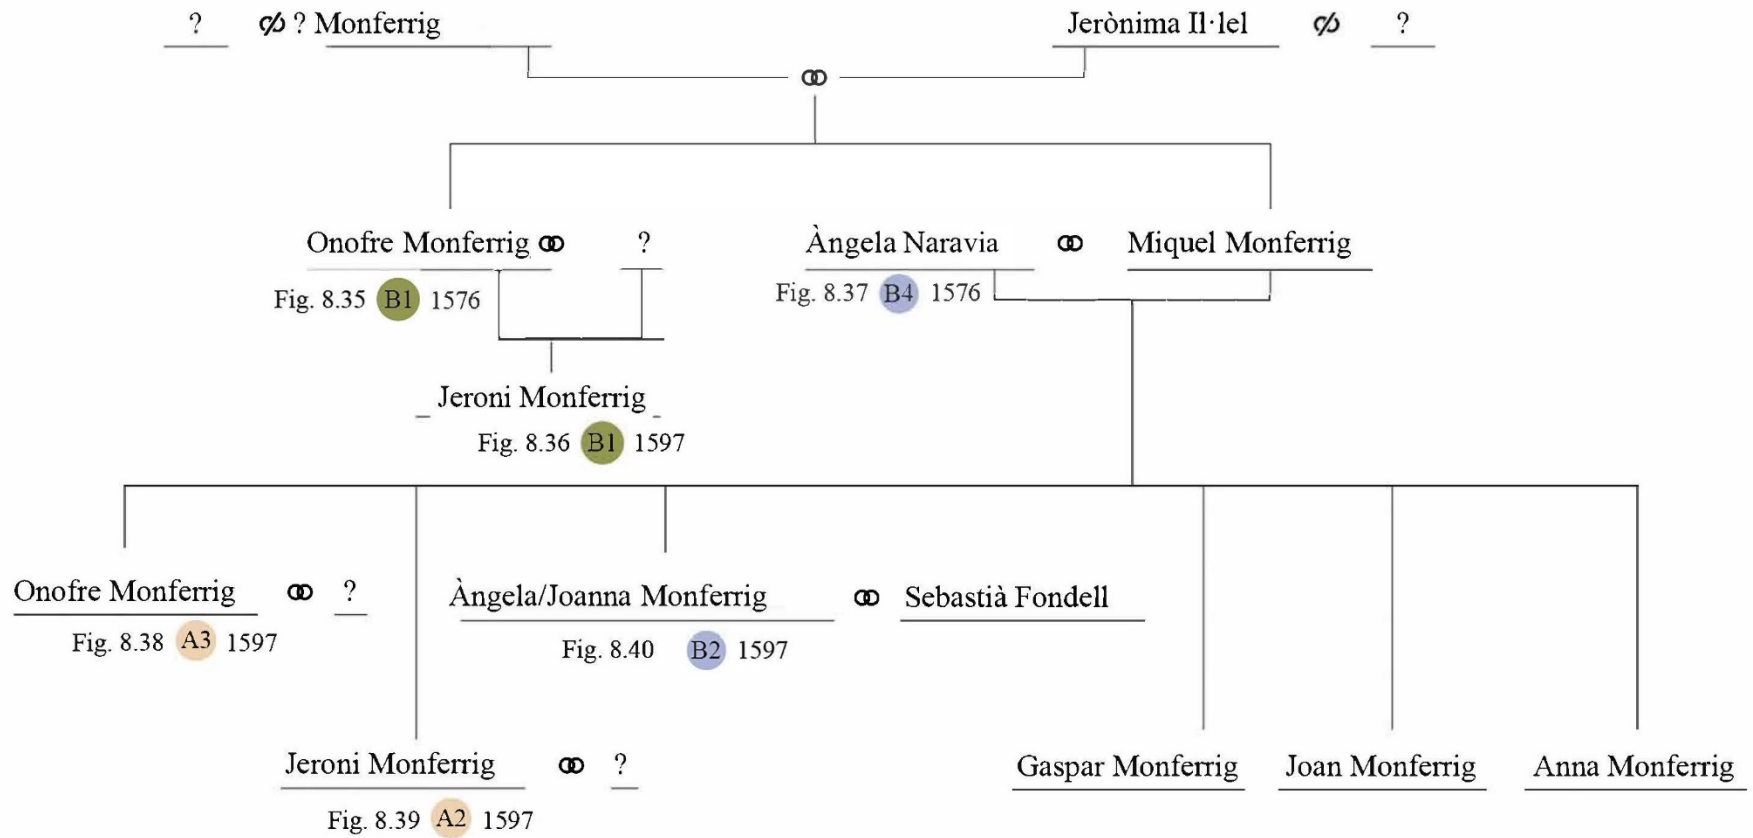 ? ⚮ ? Monferrig Jerònima Il·lel ⚮ ?
⚭
Onofre Monferrig ⚭ ? Àngela Naravia ⚭ Miquel Monferrig
Fig. 8.35 B1 1576 Fig. 8.37 B4 1576
Jeroni Monferrig
Fig. 8.36 B1 1597
Onofre Monferrig ⚭ ? Àngela/Joanna Monferrig ⚭ Sebastià Fondell
Fig. 8.38 A3 1597 Fig. 8.40 B2 1597
Jeroni Monferrig ⚭ ? Gaspar Monferrig Joan Monferrig Anna Monferrig
Fig. 8.39 A2 1597